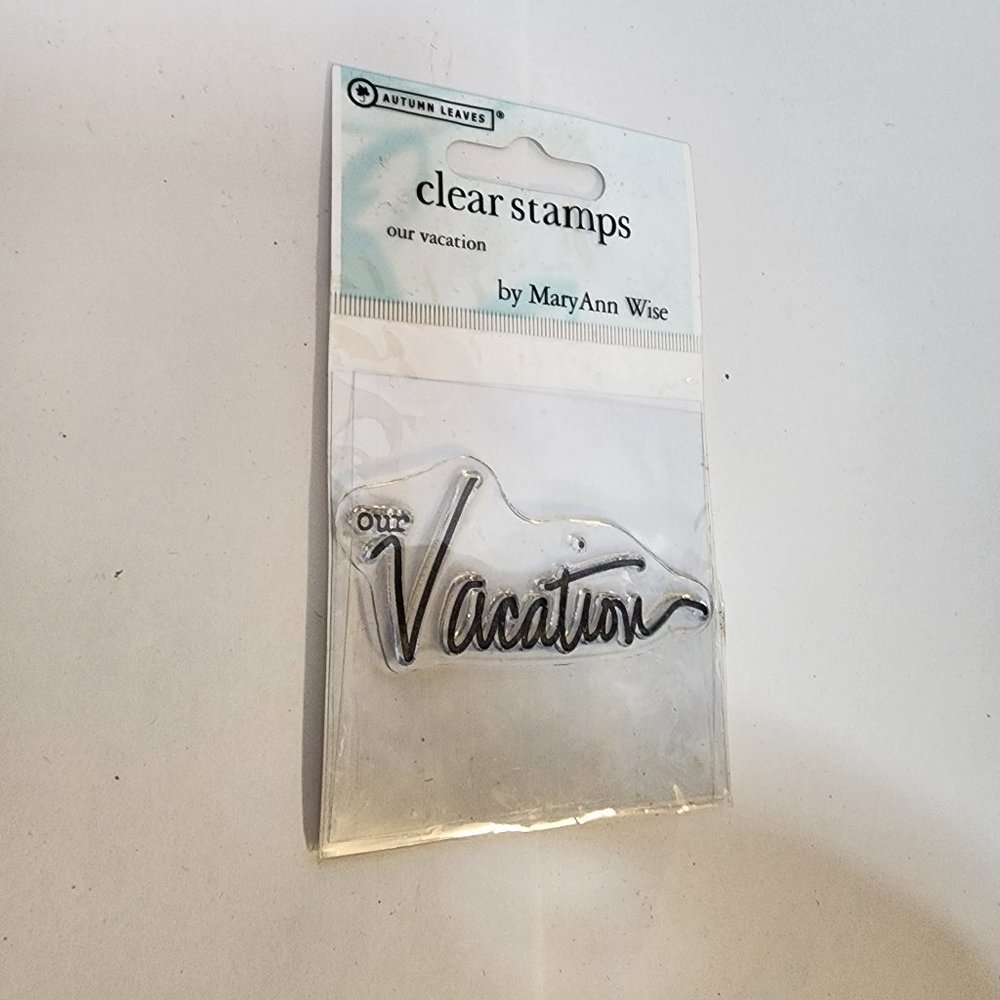 AUTUMN LEAVES®
clear stamps
our vacation
by MaryAnn Wise
our
Vacation